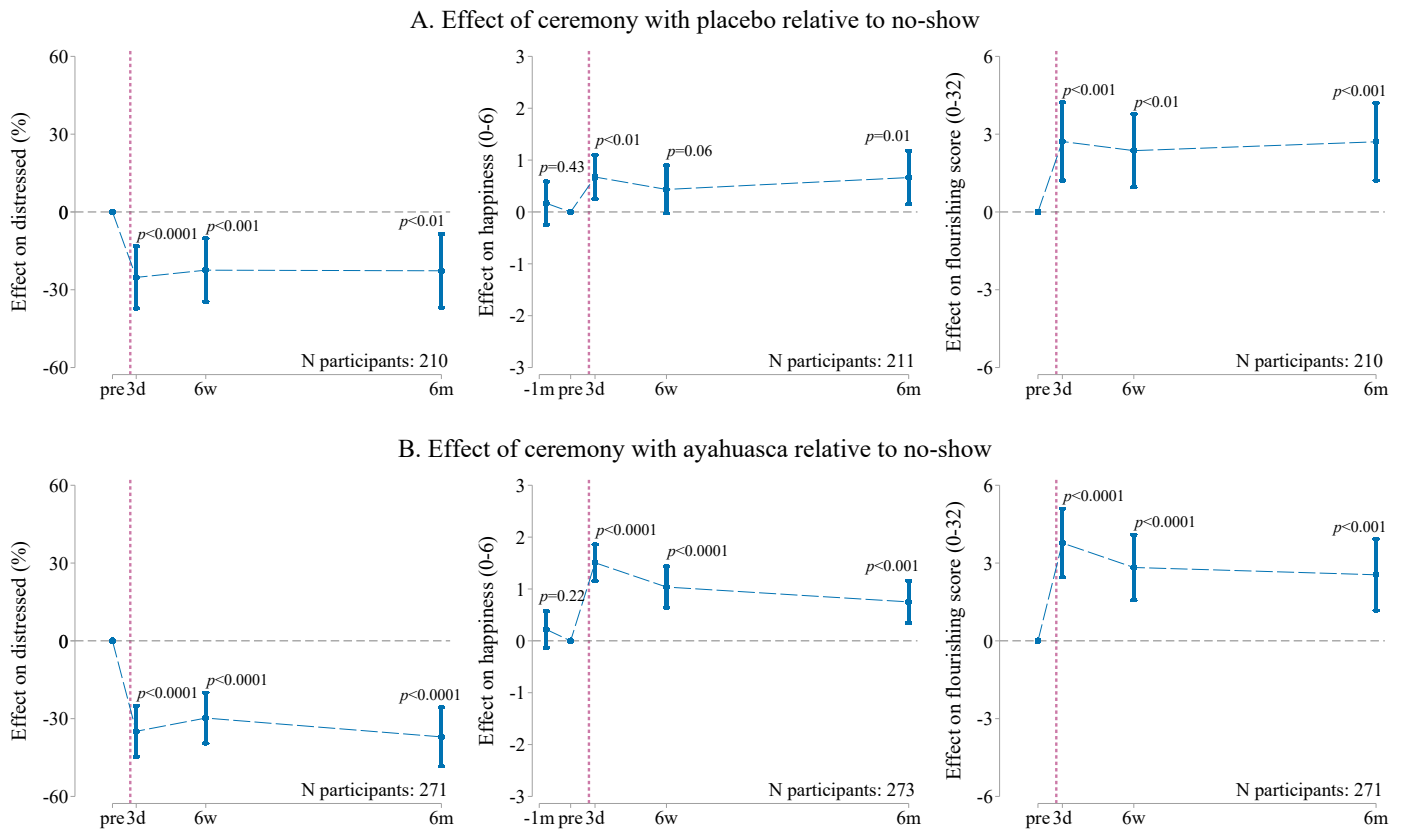 A. Effect of ceremony with placebo relative to no-show
Effect on distressed (%)
60
30
0
-30
-60
p<0.0001
p<0.001
p<0.01
N participants: 210
pre 3d 6w 6m
Effect on happiness (0-6)
3
2
1
0
-1
-2
-3
p=0.43
p<0.01
p=0.06
p=0.01
N participants: 211
-1m pre 3d 6w 6m
Effect on flourishing score (0-32)
6
3
0
-3
-6
p<0.001
p<0.01
p<0.001
N participants: 210
pre 3d 6w 6m
B. Effect of ceremony with ayahuasca relative to no-show
Effect on distressed (%)
60
30
0
-30
-60
p<0.0001
p<0.0001
p<0.0001
N participants: 271
pre 3d 6w 6m
Effect on happiness (0-6)
3
2
1
0
-1
-2
-3
p=0.22
p<0.0001
p<0.0001
p<0.001
N participants: 273
-1m pre 3d 6w 6m
Effect on flourishing score (0-32)
6
3
0
-3
-6
p<0.0001
p<0.0001
p<0.001
N participants: 271
pre 3d 6w 6m